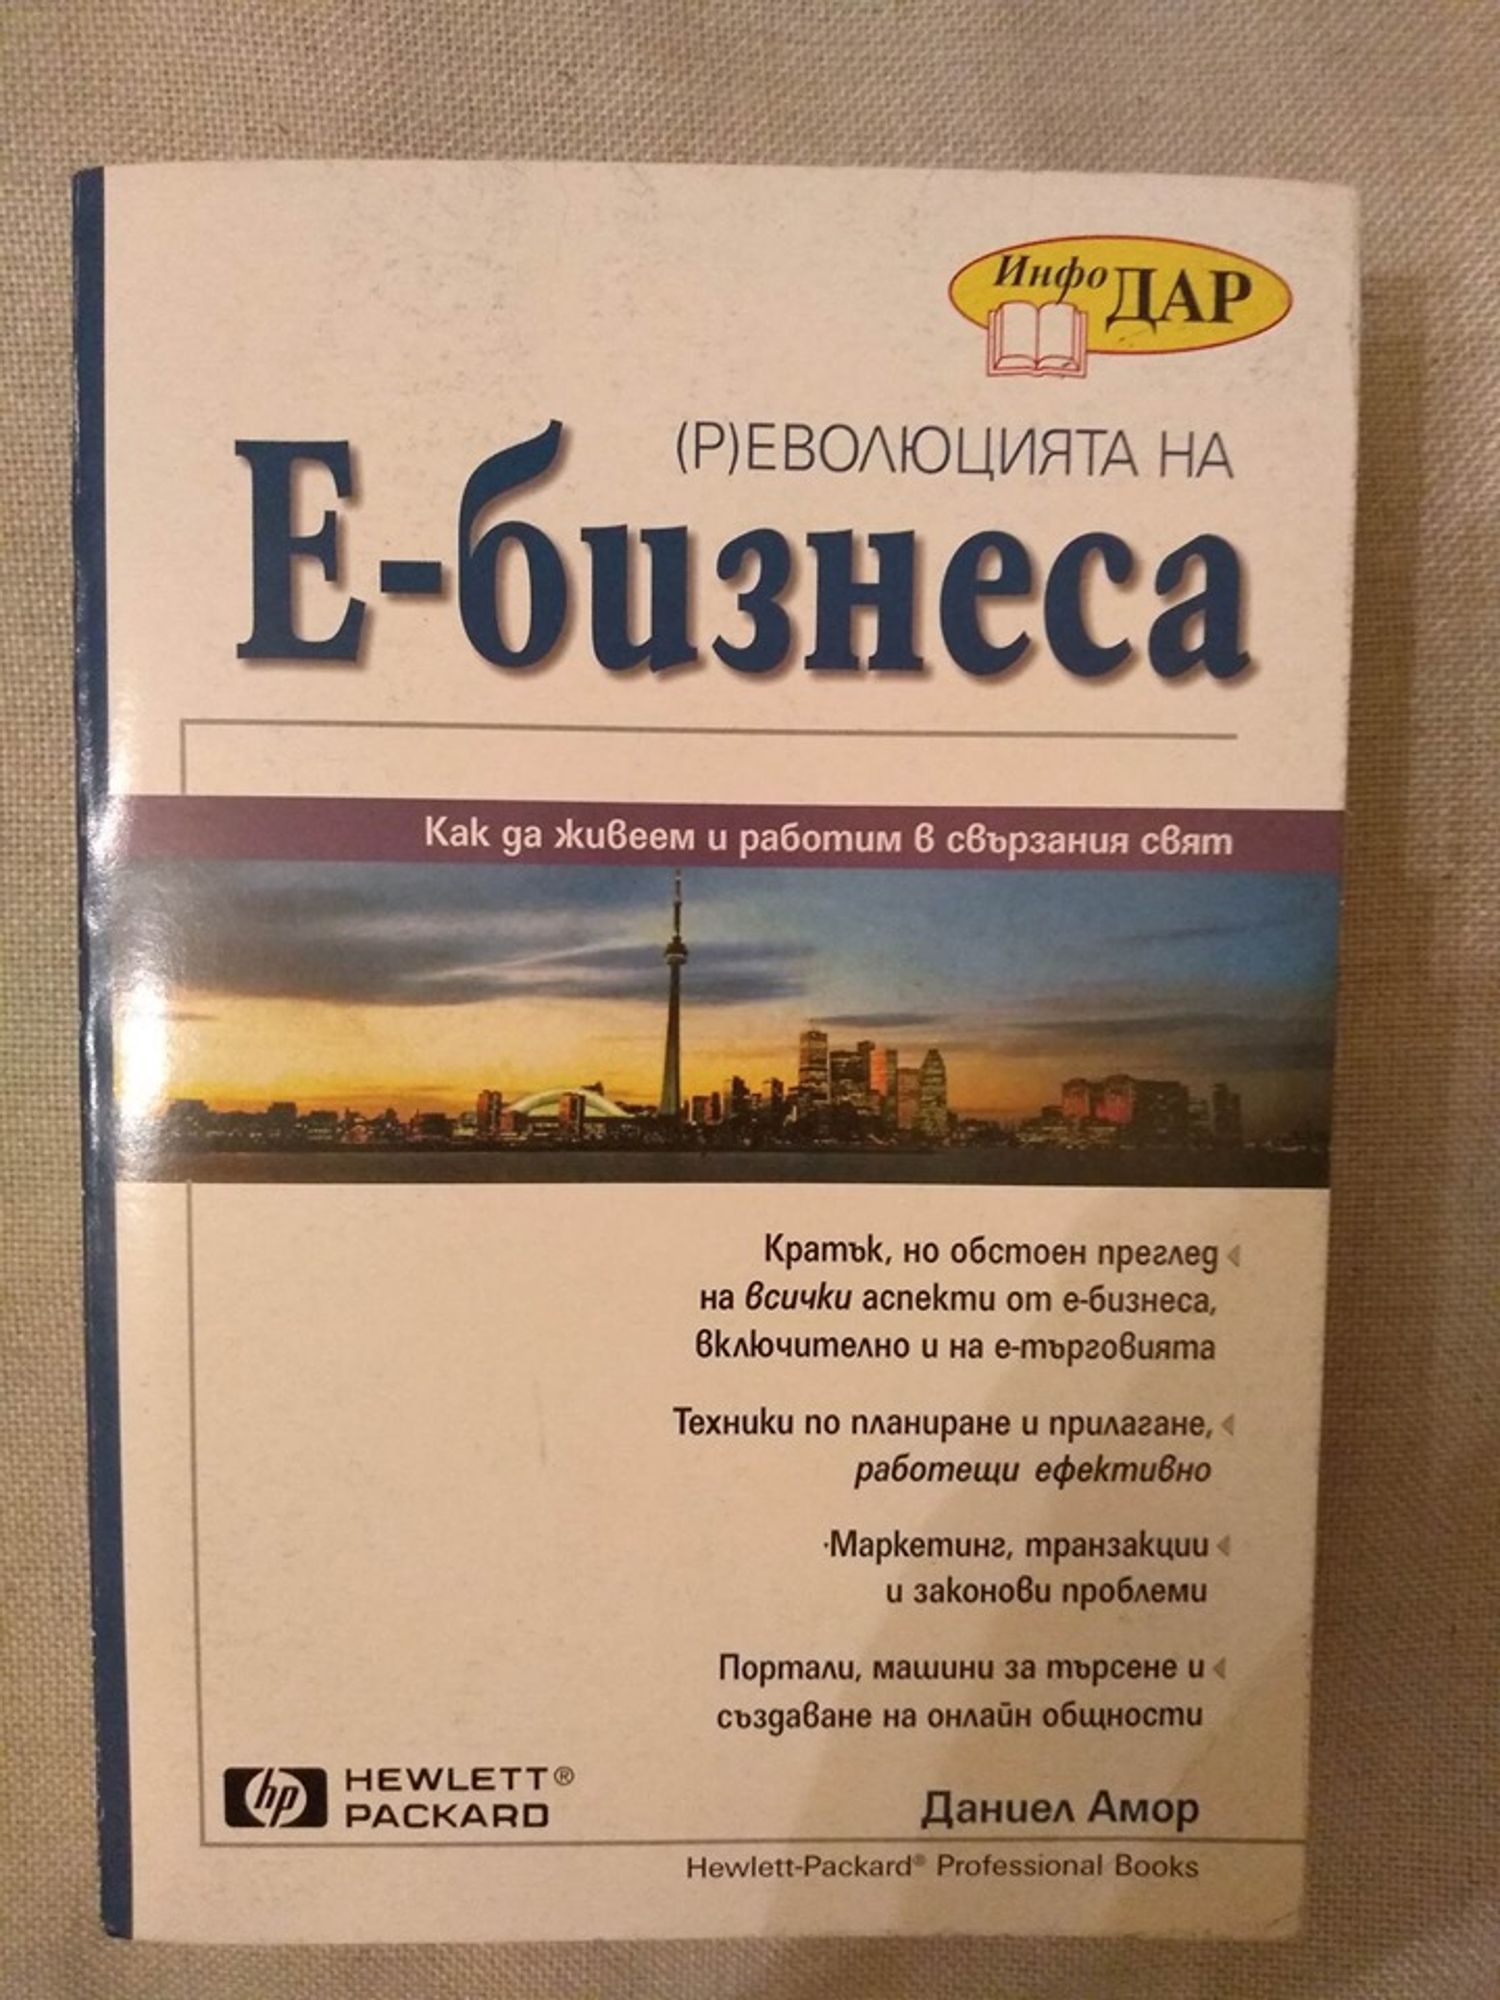 Инфо ДАР
(Р)ЕВОЛЮЦИЯТА НА
Е-бизнеса
Как да живеем и работим в свързания свят
Кратък, но обстоен преглед
на всички аспекти от е-бизнеса,
включително и на е-търговията
Техники по планиране и прилагане,
работещи ефективно
·Маркетинг, транзакции
и законови проблеми
Портали, машини за търсене и
създаване на онлайн общности
hp HEWLETT®
PACKARD
Даниел Амор
Hewlett-Packard® Professional Books